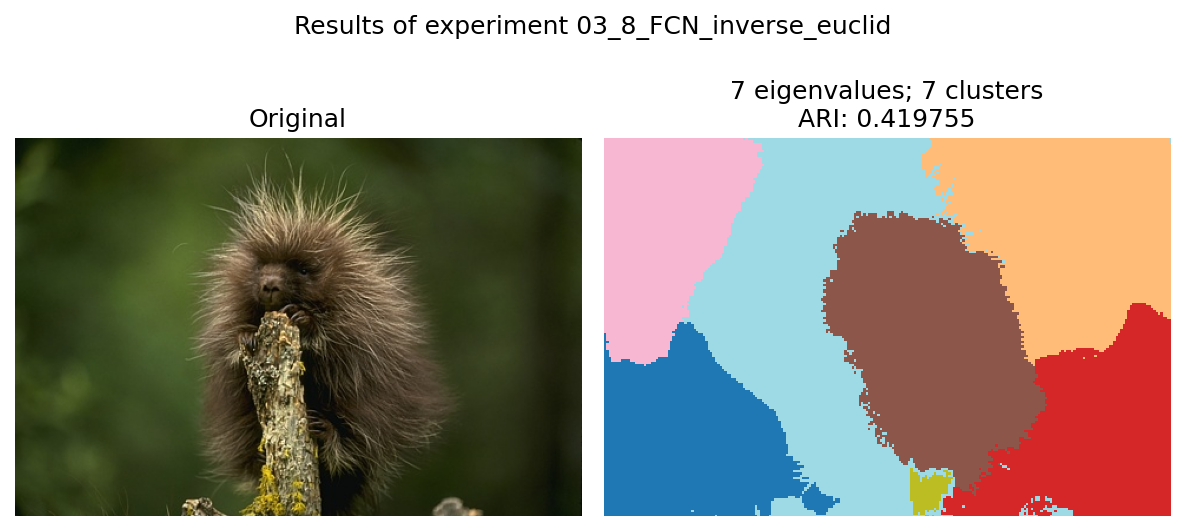 Results of experiment 03_8_FCN_inverse_euclid
Original
7 eigenvalues; 7 clusters
ARI: 0.419755